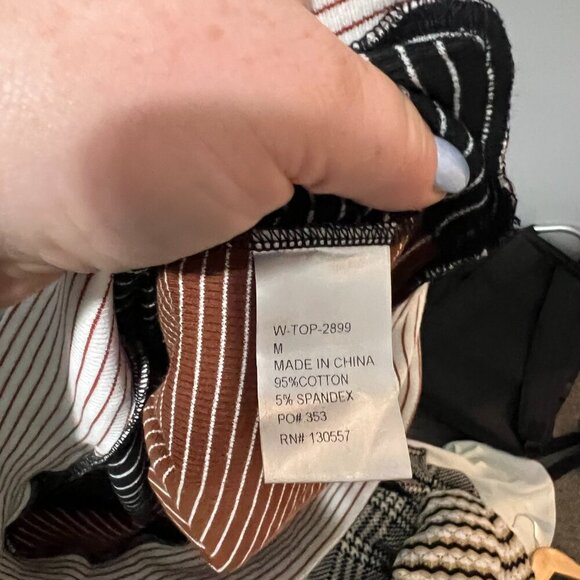 W-TOP-2899
M
MADE IN CHINA
95%COTTON
5% SPANDEX
PO# 353
RN# 130557